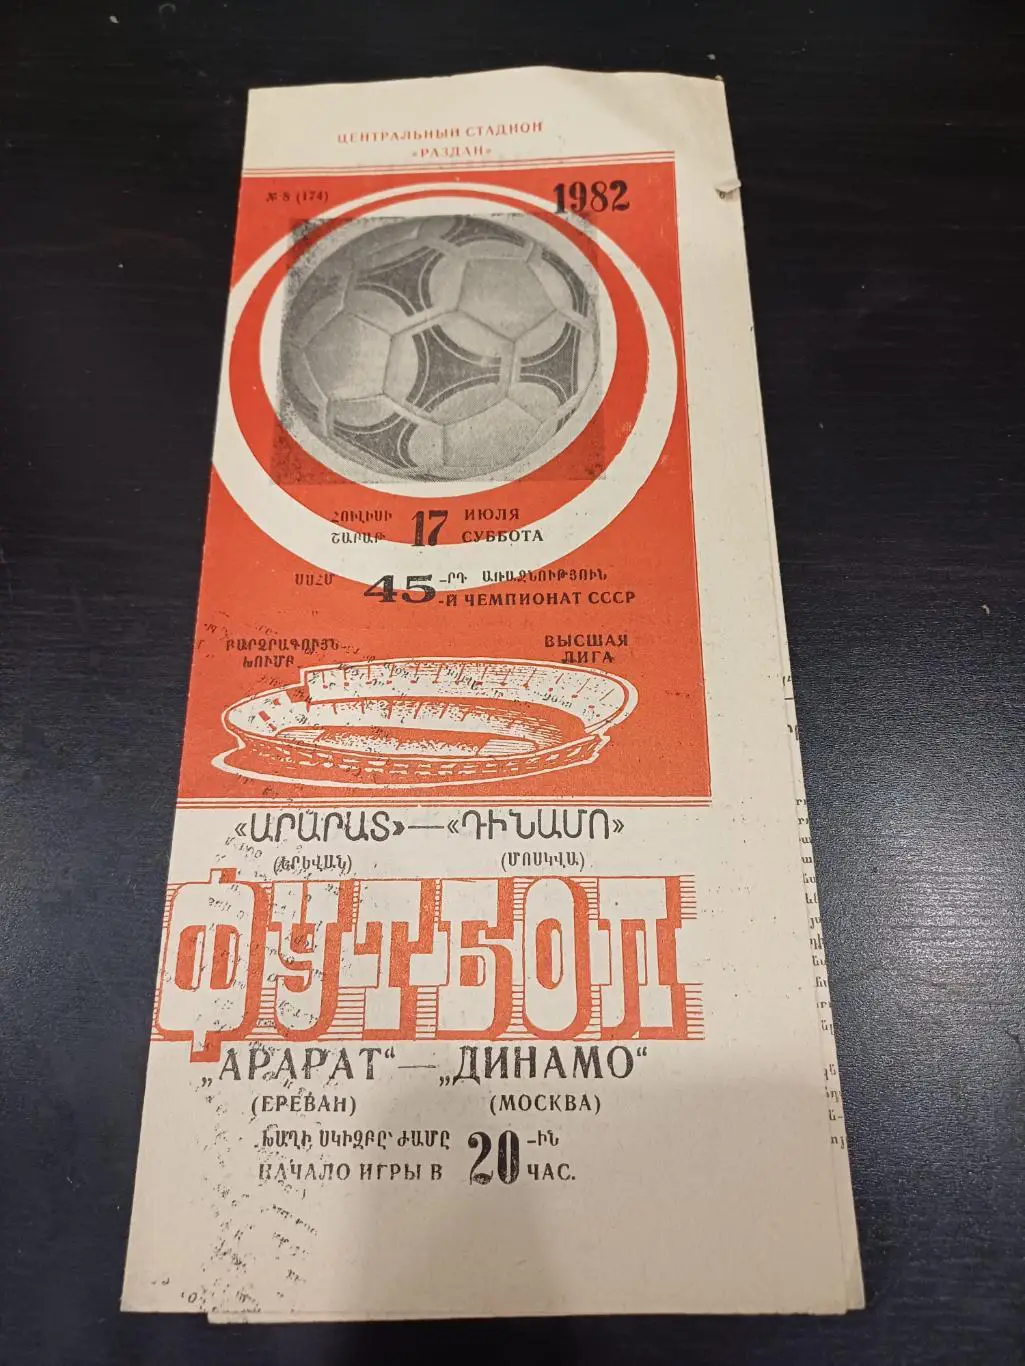 ЦЕНТРАЛЬНЫЙ СТАДИОН
«РАЗДАН»
№ 8 (174)
1982
ՀՈՒԼԻՍԻ 17 ИЮЛЯ
ՇԱԲԱԹ СУББОТА
ՍՍՀՄ 45 -ՐԴ ԱՌԱՋՆՈՒԹՅՈՒՆ
-Й ЧЕМПИОНАТ СССР
ԲԱՐՁՐԱԳՈՒՅՆ ВЫСШАЯ
ԽՈՒՄԲ ЛИГА
«ԱՐԱՐԱՏ»—«ԴԻՆԱՄՈ»
(ԵՐԵՎԱՆ) (ՄՈՍԿՎԱ)
ФУТБОЛ
„АРАРАТ“—„ДИНАМО“
(ЕРЕВАН) (МОСКВА)
ԽԱՂԻ ՍԿԻԶԲԸ ԺԱՄԸ 20 -ԻՆ
НАЧАЛО ИГРЫ В ЧАС.